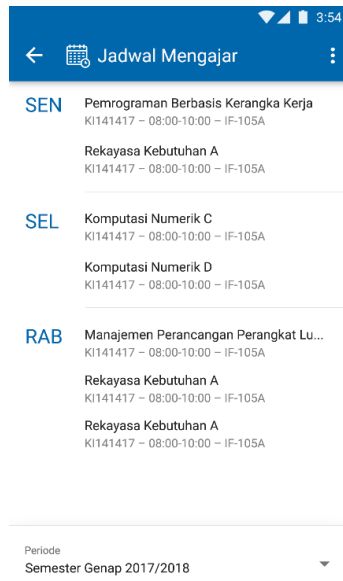 3:54
Jadwal Mengajar
SEN
Pemrograman Berbasis Kerangka Kerja
KI141417 – 08:00-10:00 – IF-105A
Rekayasa Kebutuhan A
KI141417 – 08:00-10:00 – IF-105A
SEL
Komputasi Numerik C
KI141417 – 08:00-10:00 – IF-105A
Komputasi Numerik D
KI141417 – 08:00-10:00 – IF-105A
RAB
Manajemen Perancangan Perangkat Lu...
KI141417 – 08:00-10:00 – IF-105A
Rekayasa Kebutuhan A
KI141417 – 08:00-10:00 – IF-105A
Rekayasa Kebutuhan A
KI141417 – 08:00-10:00 – IF-105A
Periode
Semester Genap 2017/2018